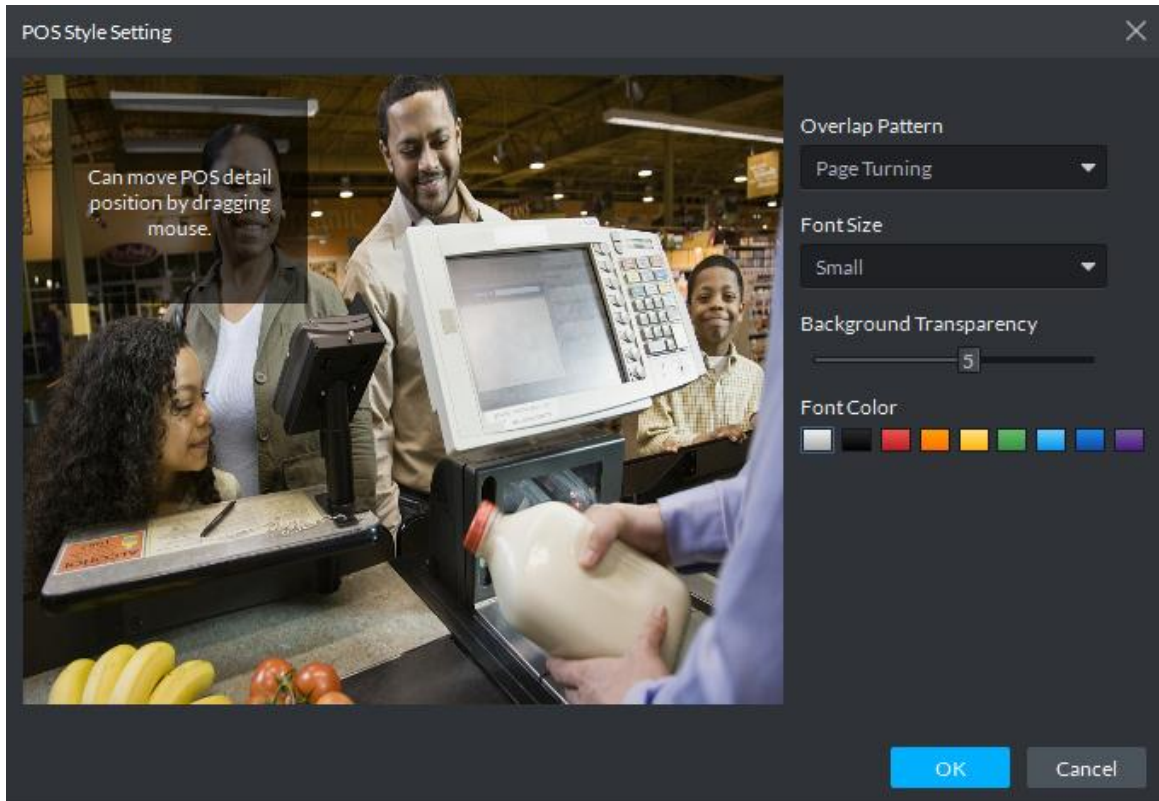 POS Style Setting
Can move POS detail
position by dragging
mouse.
Overlap Pattern
Page Turning
Font Size
Small
Background Transparency
5
Font Color
OK
Cancel
ALCOHOL